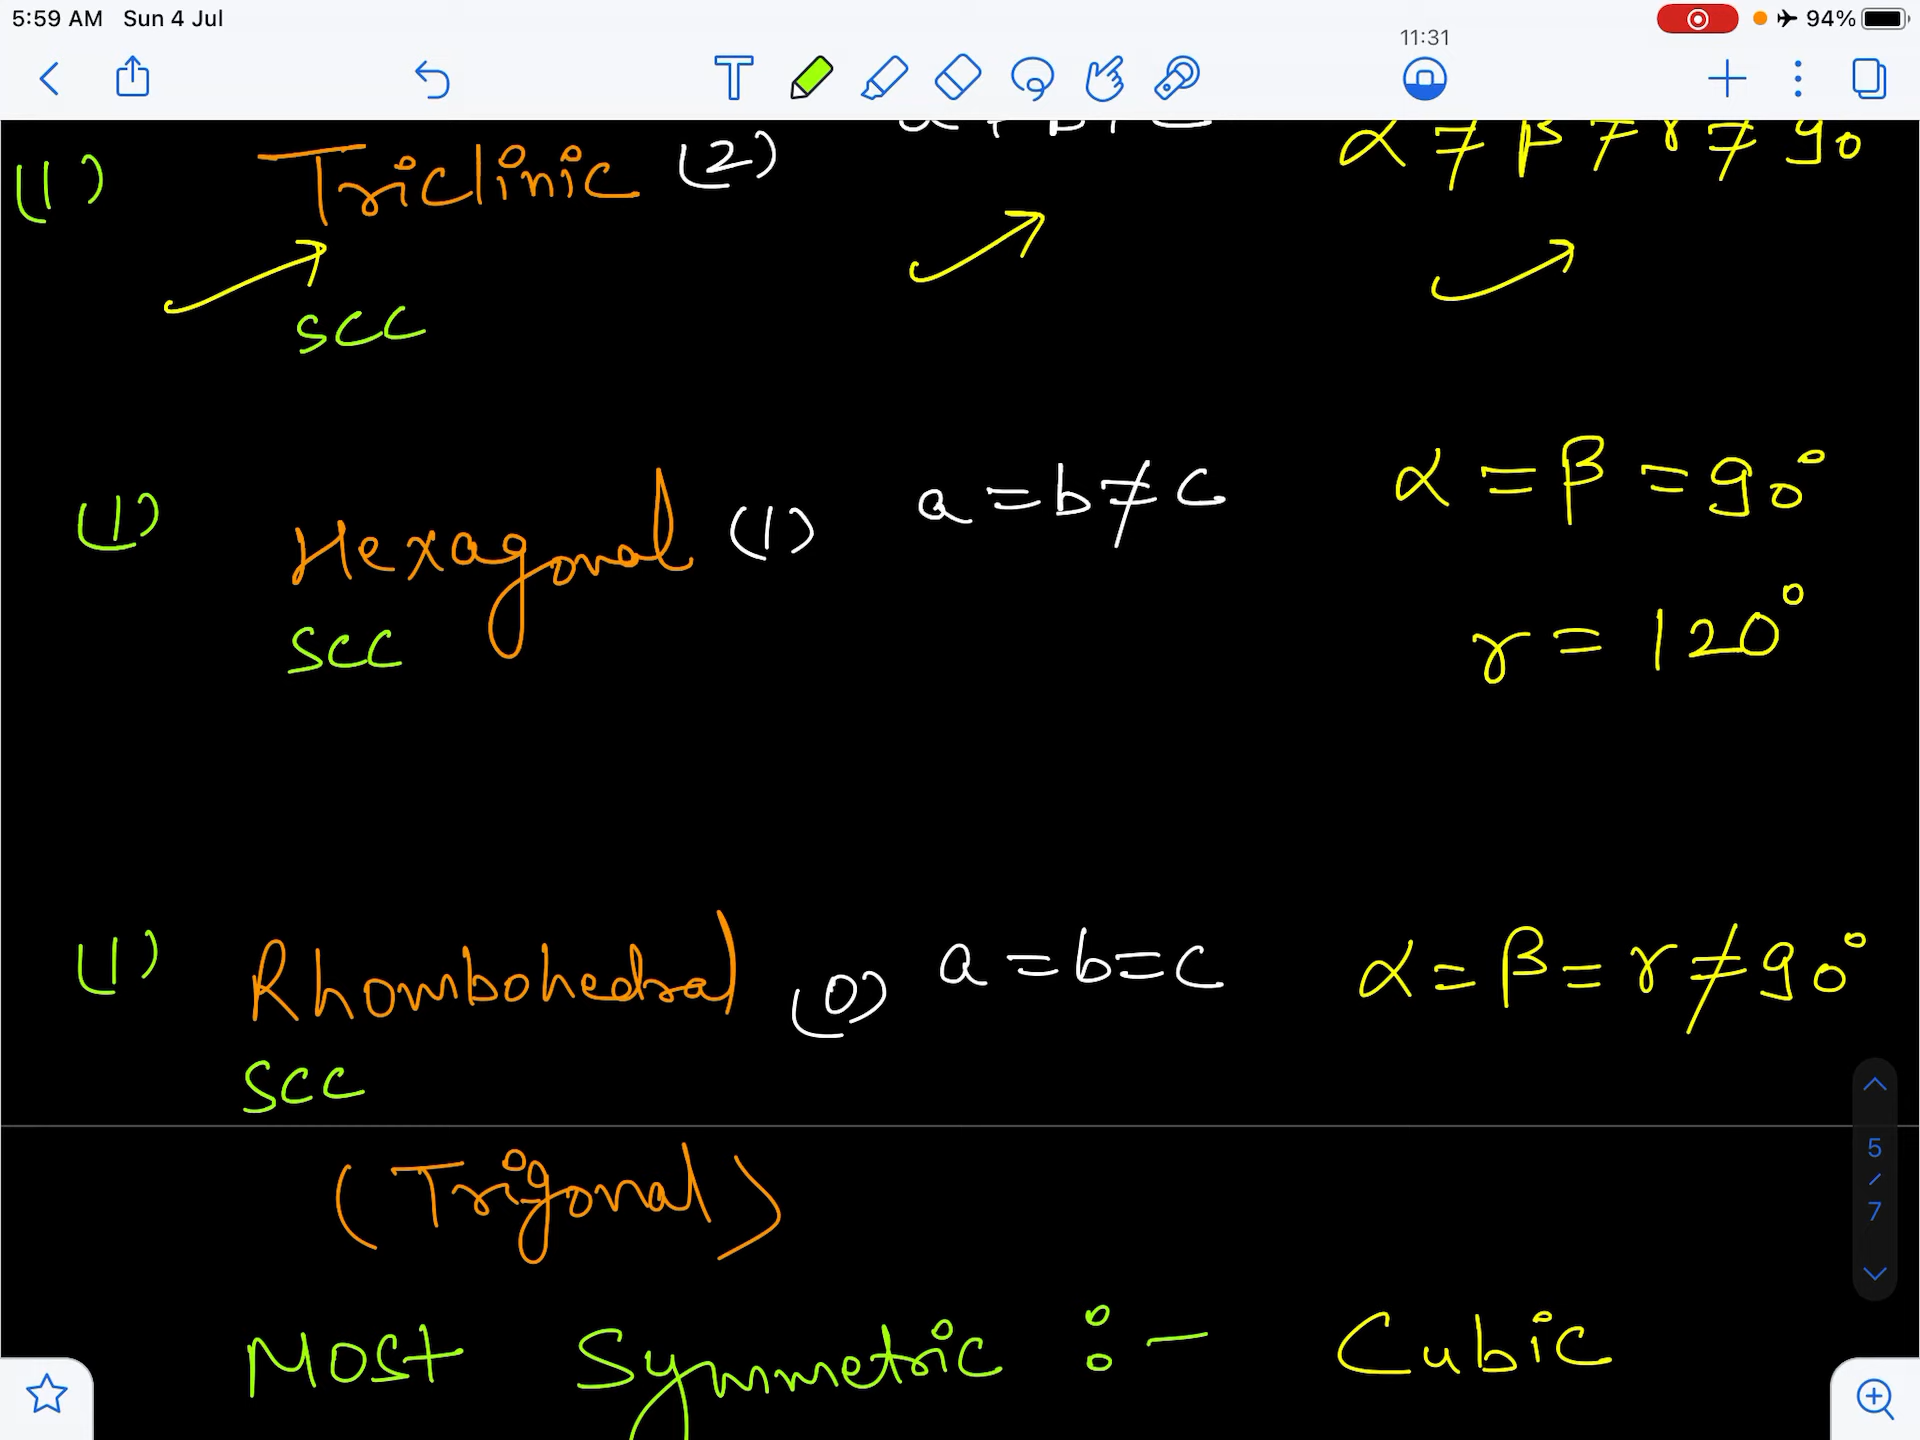 5:59 AM Sun 4 Jul 94%
11:31
T
(1) Triclinic (2) a ≠ b ≠ c α ≠ β ≠ γ ≠ 90
SCC
(1) Hexagonal (1) a = b ≠ c α = β = 90°
SCC γ = 120°
(1) Rhombohedral (0) a = b = c α = β = γ ≠ 90°
SCC
(Trigonal)
5
/
7
Most Symmetric :- Cubic